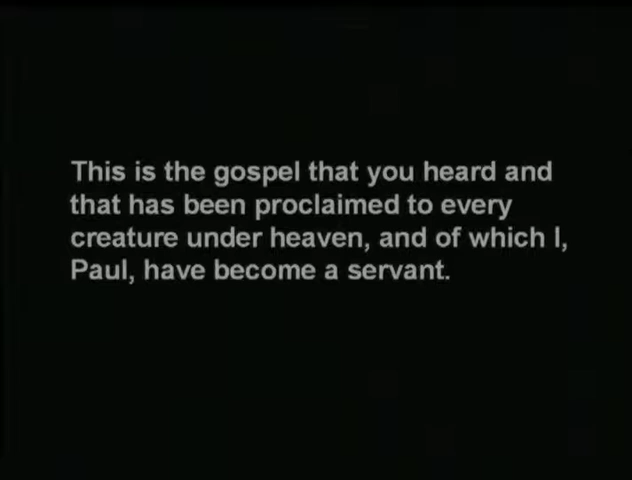 This is the gospel that you heard and
that has been proclaimed to every
creature under heaven, and of which I,
Paul, have become a servant.